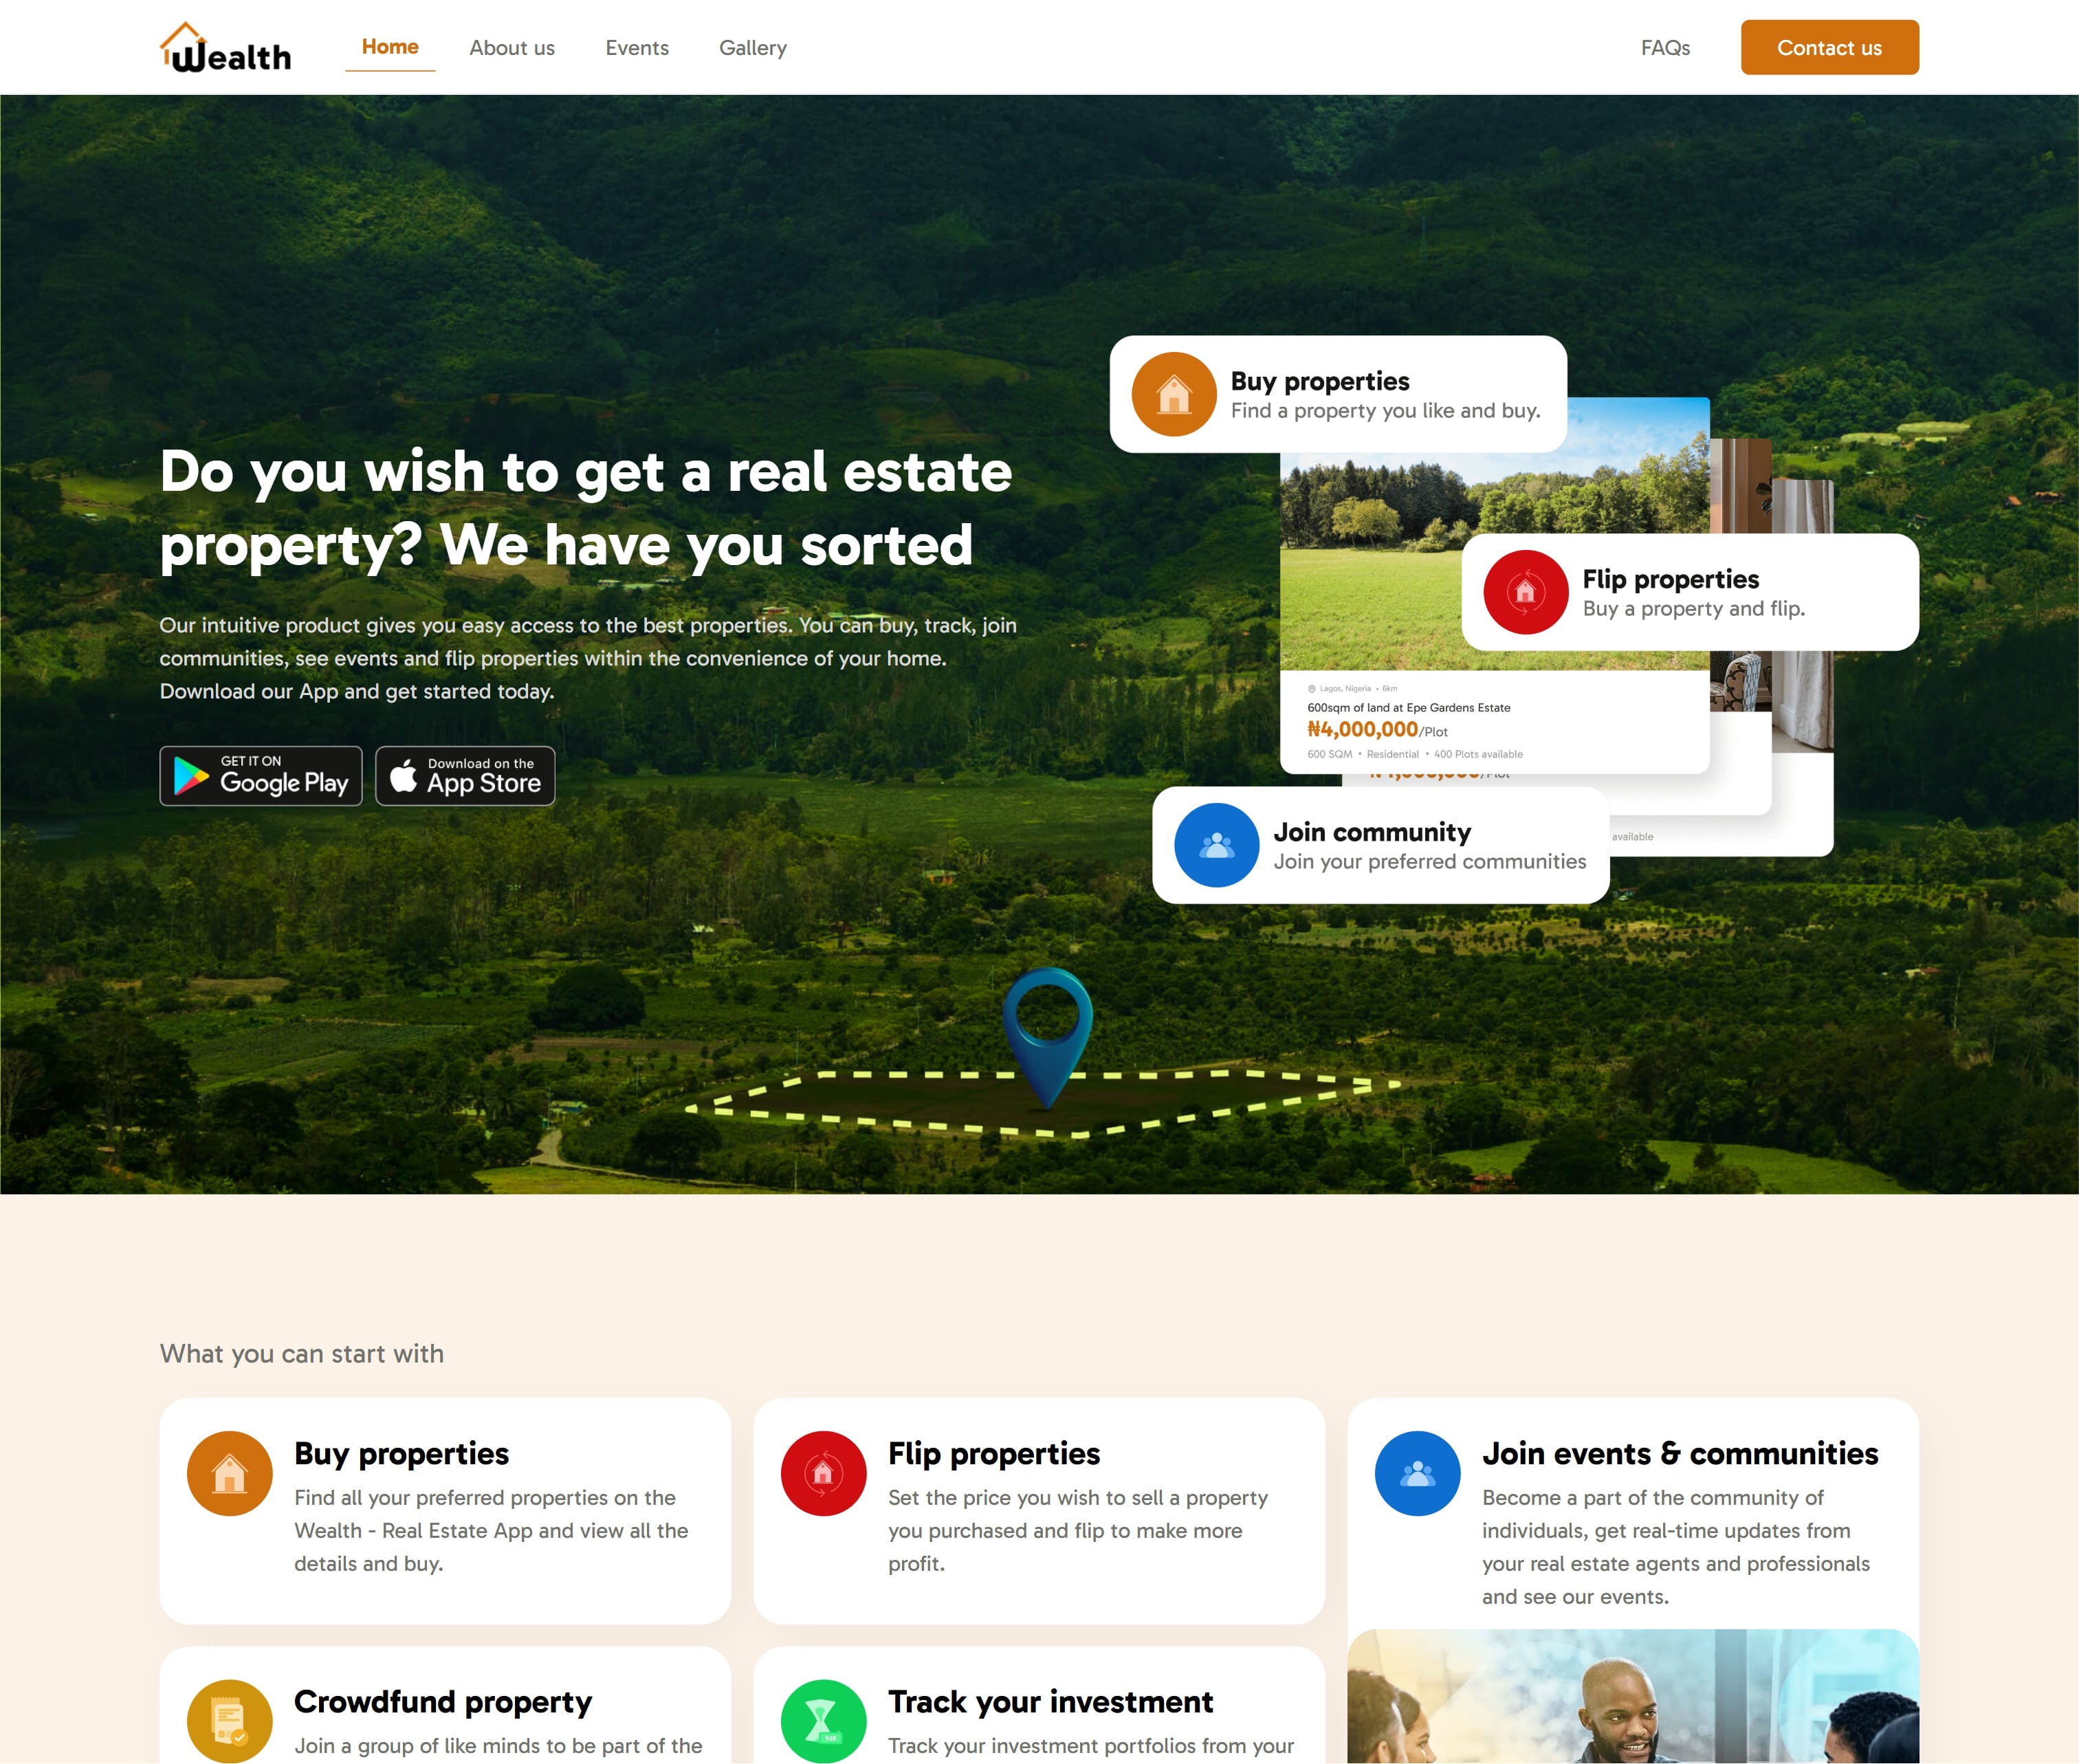 iWealth
Home
About us
Events
Gallery
FAQs
Contact us
Do you wish to get a real estate
property? We have you sorted
Our intuitive product gives you easy access to the best properties. You can buy, track, join
communities, see events and flip properties within the convenience of your home.
Download our App and get started today.
GET IT ON
Google Play
Download on the
App Store
Buy properties
Find a property you like and buy.
Flip properties
Buy a property and flip.
Lagos, Nigeria • 6km
600sqm of land at Epe Gardens Estate
₦4,000,000/Plot
600 SQM • Residential • 400 Plots available
available
Join community
Join your preferred communities
What you can start with
Buy properties
Find all your preferred properties on the
Wealth - Real Estate App and view all the
details and buy.
Flip properties
Set the price you wish to sell a property
you purchased and flip to make more
profit.
Join events & communities
Become a part of the community of
individuals, get real-time updates from
your real estate agents and professionals
and see our events.
Crowdfund property
Join a group of like minds to be part of the
Track your investment
Track your investment portfolios from your